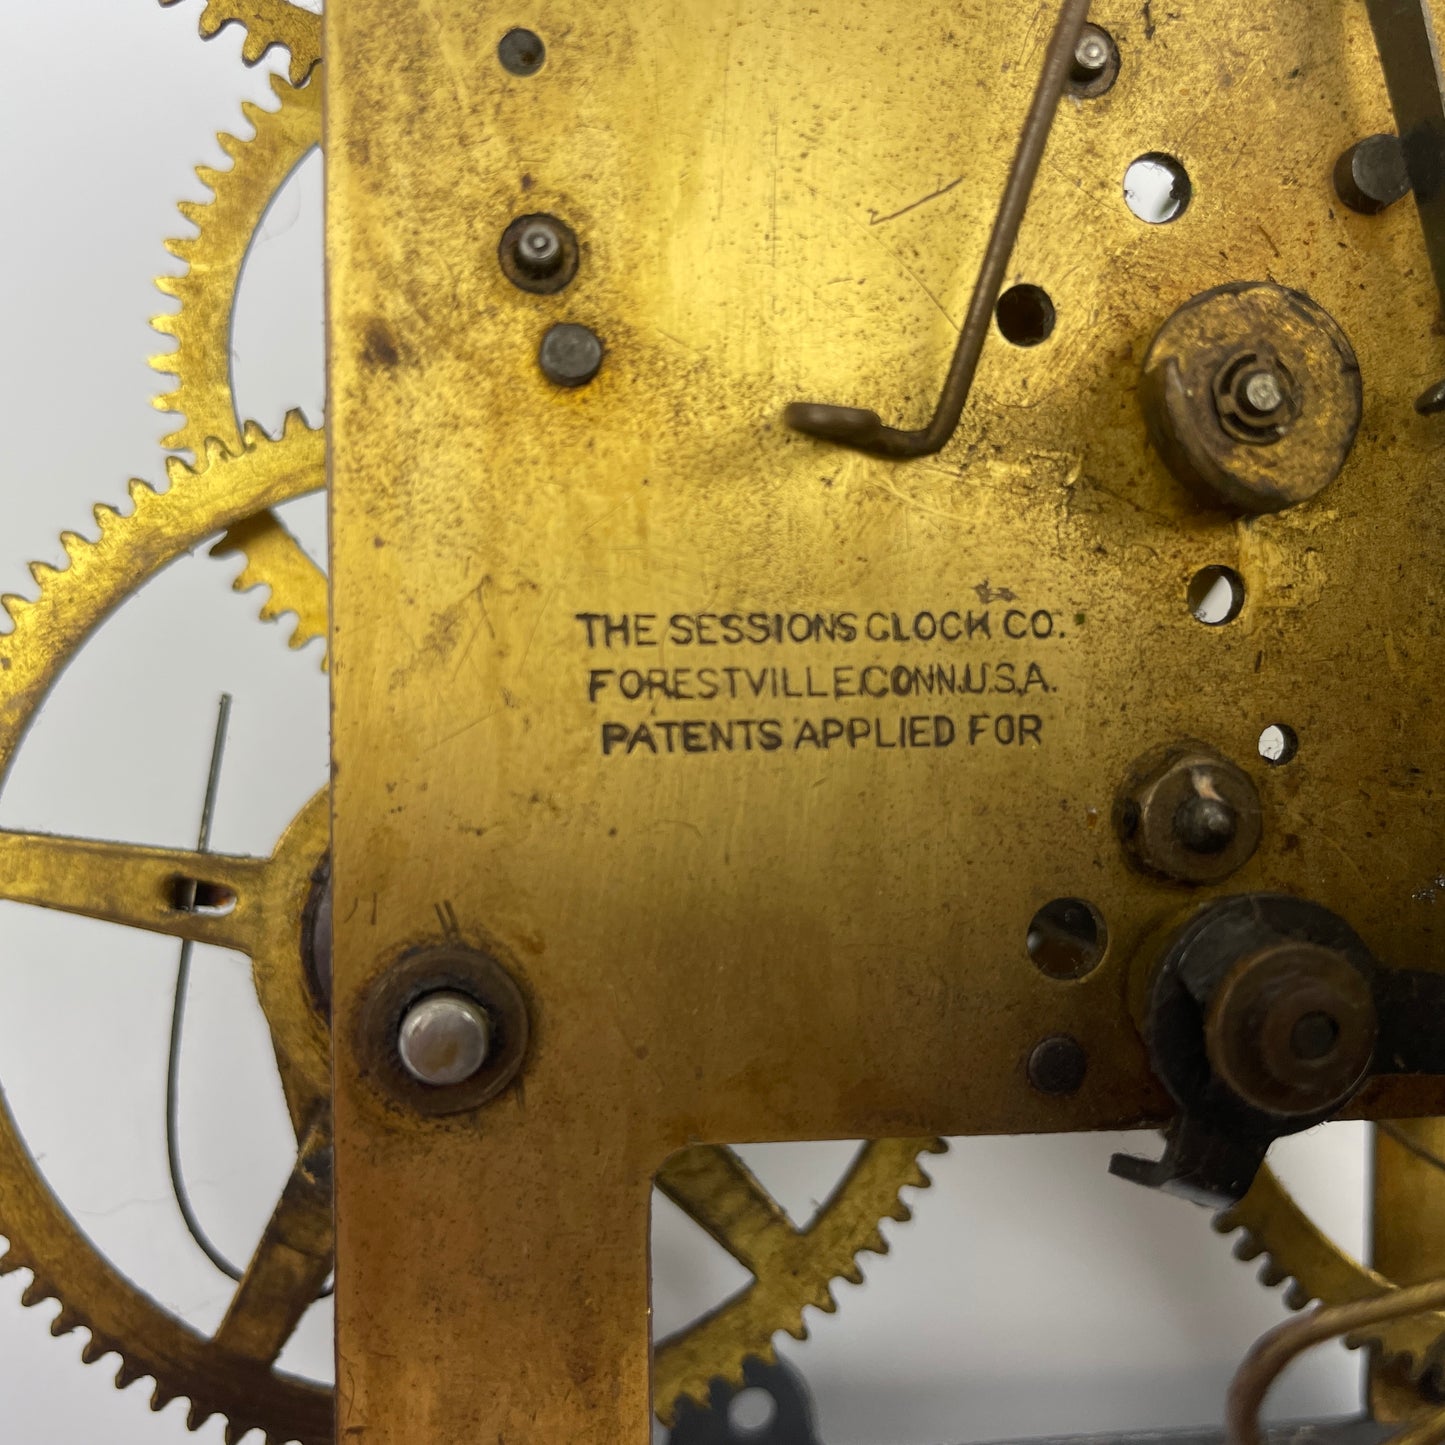 THE SESSIONS CLOCK CO.
FORESTVILLE.CONN.U.S.A.
PATENTS APPLIED FOR